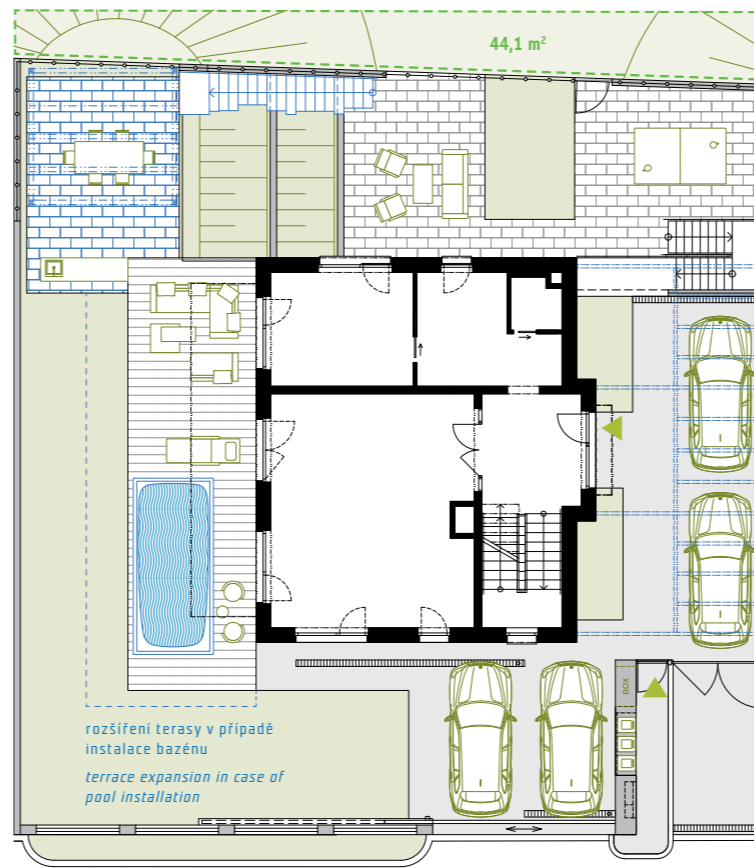 44,1 m²
BOX
rozšíření terasy v případě
instalace bazénu
terrace expansion in case of
pool installation